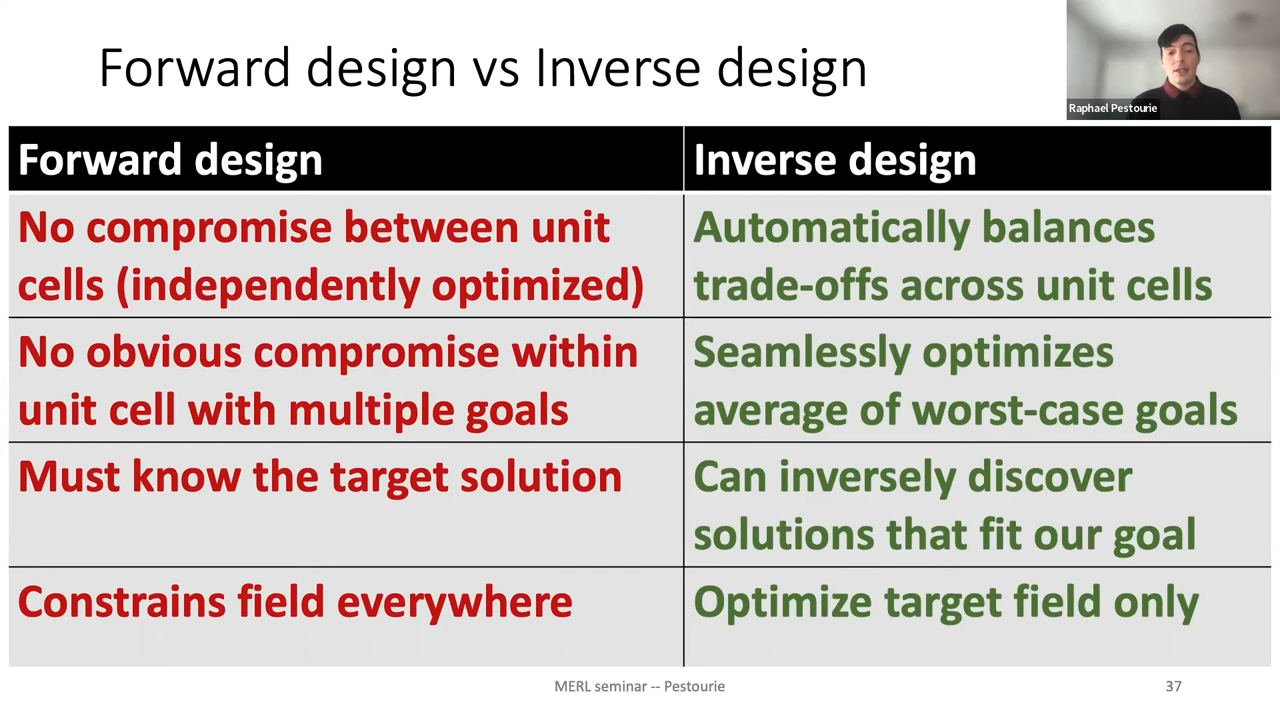 Forward design vs Inverse design
Raphael Pestourie
Forward design
Inverse design
No compromise between unit
cells (independently optimized)
Automatically balances
trade-offs across unit cells
No obvious compromise within
unit cell with multiple goals
Seamlessly optimizes
average of worst-case goals
Must know the target solution
Can inversely discover
solutions that fit our goal
Constrains field everywhere
Optimize target field only
MERL seminar -- Pestourie
37